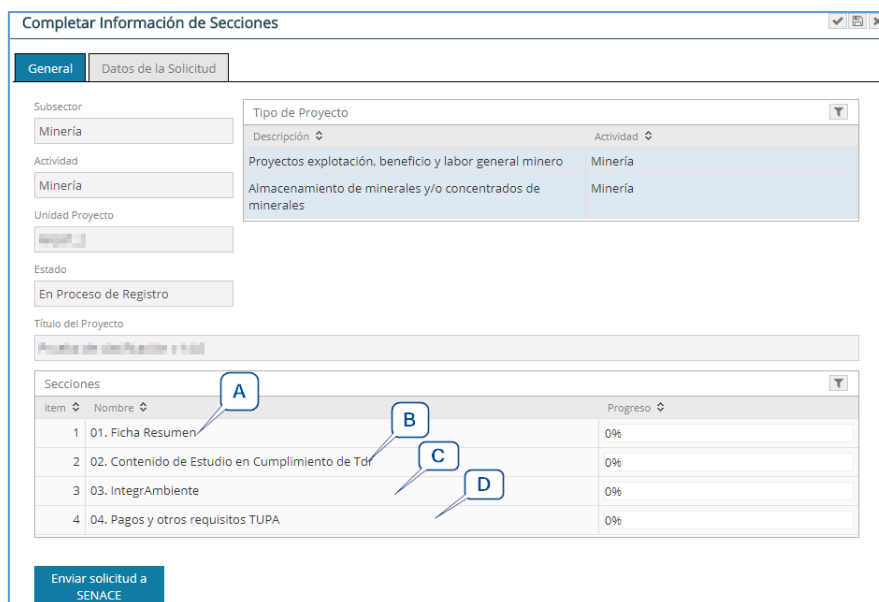 Completar Información de Secciones
General
Datos de la Solicitud
Subsector
Minería
Actividad
Minería
Unidad Proyecto
Estado
En Proceso de Registro
Tipo de Proyecto
Descripción
Actividad
Proyectos explotación, beneficio y labor general minero
Minería
Almacenamiento de minerales y/o concentrados de
minerales
Minería
Título del Proyecto
Secciones
item
Nombre
Progreso
A
1
01. Ficha Resumen
0%
B
2
02. Contenido de Estudio en Cumplimiento de Tdr
0%
C
3
03. IntegrAmbiente
0%
D
4
04. Pagos y otros requisitos TUPA
0%
Enviar solicitud a
SENACE